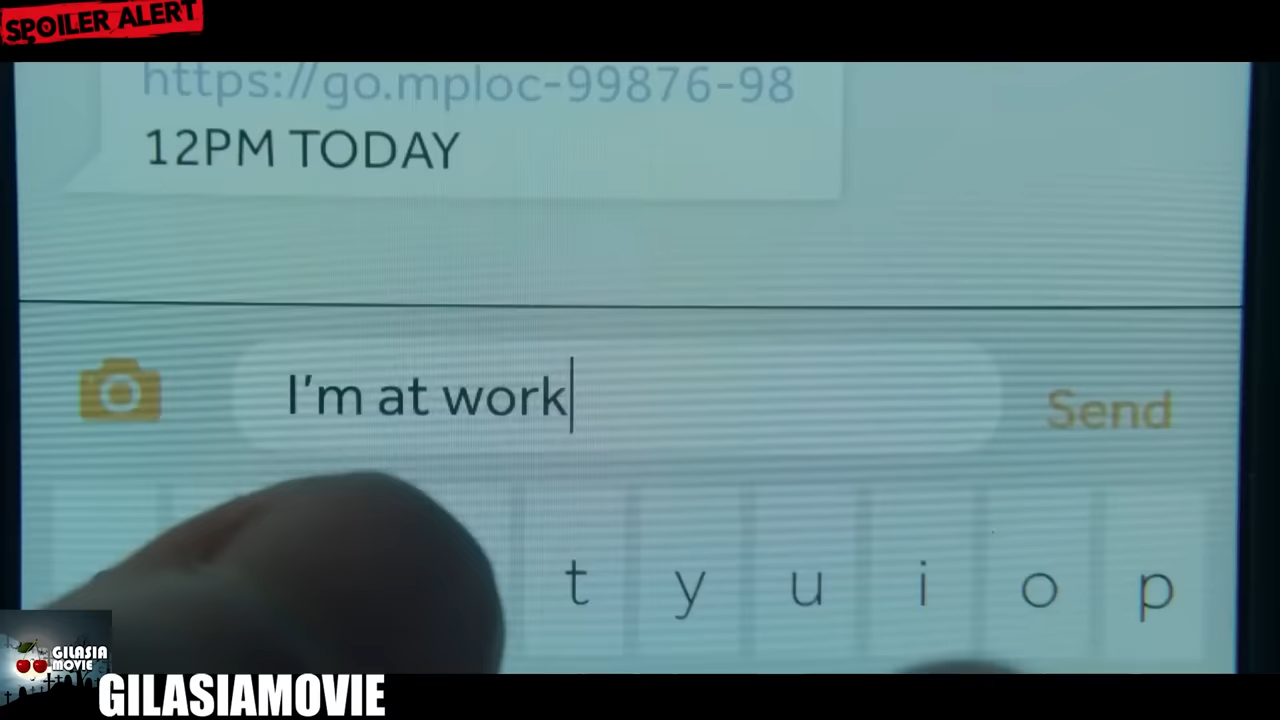 SPOILER ALERT
https://go.mploc-99876-98
12PM TODAY
I'm at work
Send
t y u i o p
GILASIA
MOVIE
GILASIAMOVIE